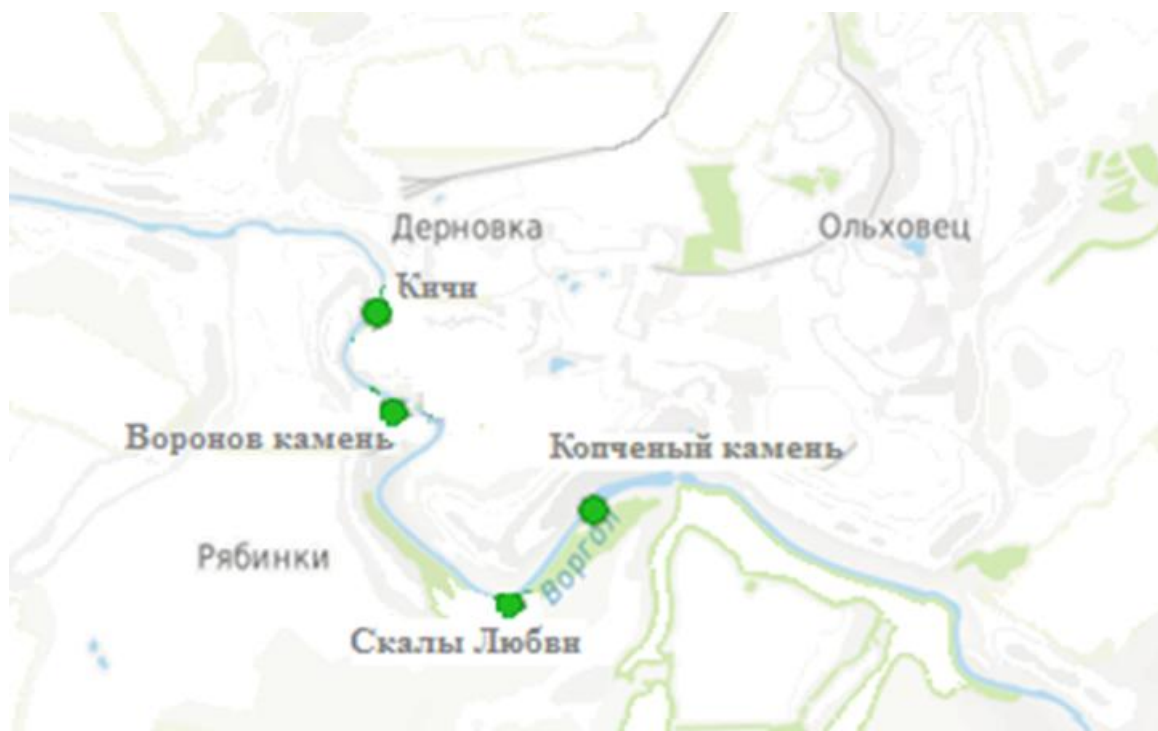 Дерновка
Ольховец
Кичи
Воронов камень
Копченый камень
Воргол
Рябинки
Скалы Любви